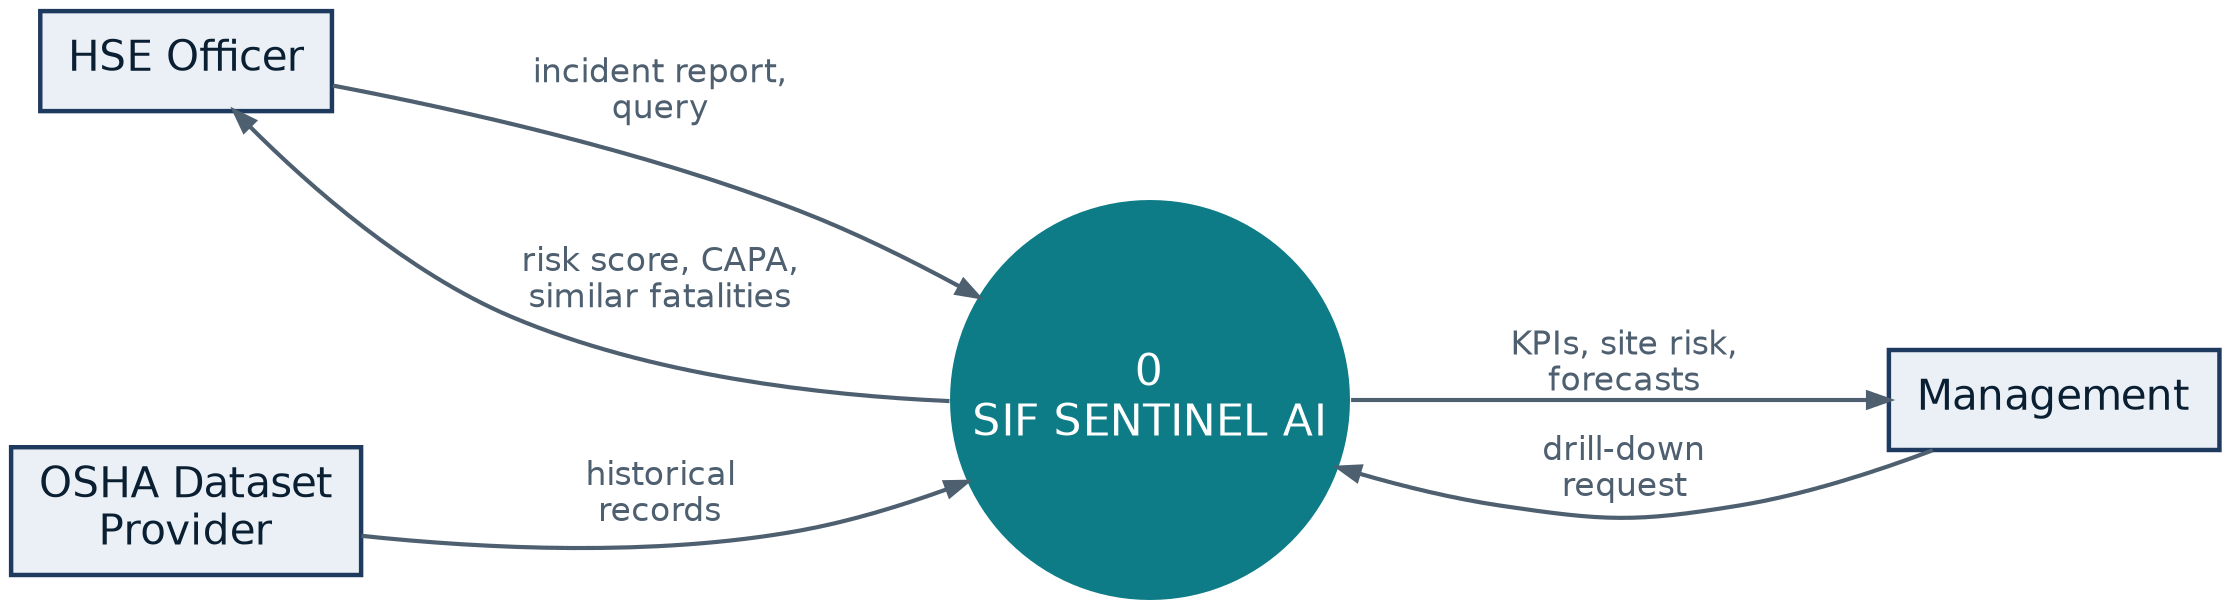 HSE Officer
incident report,
query
risk score, CAPA,
similar fatalities
OSHA Dataset
Provider
historical
records
0
SIF SENTINEL AI
KPIs, site risk,
forecasts
drill-down
request
Management